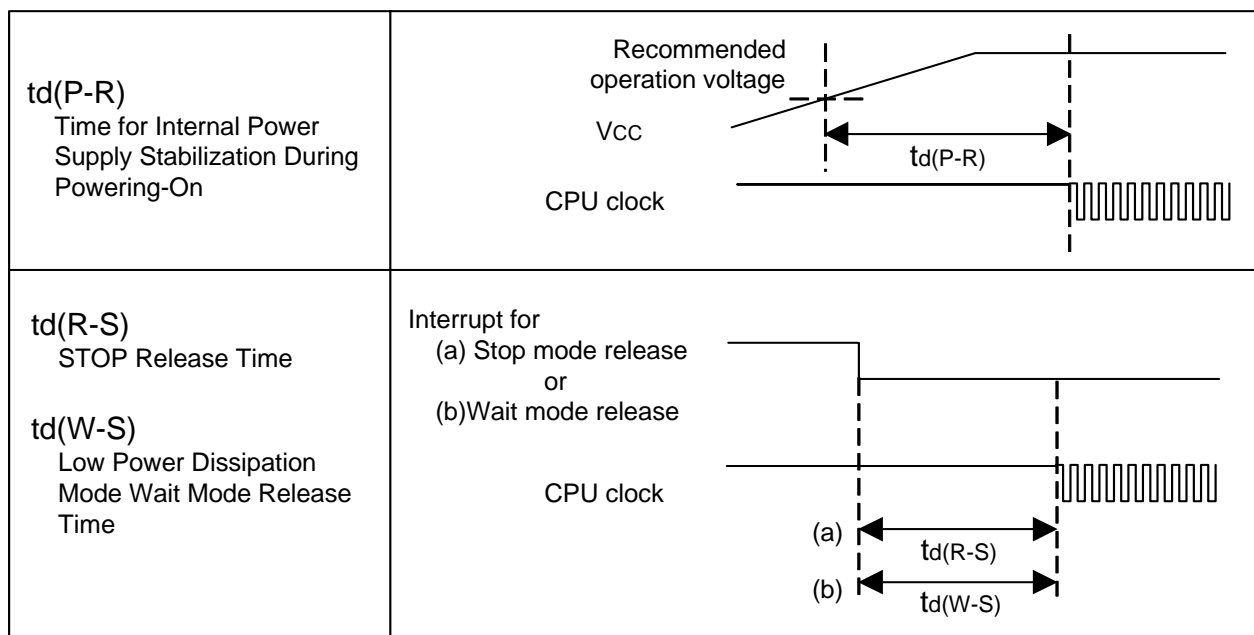 td(P-R)
Time for Internal Power
Supply Stabilization During
Powering-On
Recommended
operation voltage
VCC
td(P-R)
CPU clock
td(R-S)
STOP Release Time
td(W-S)
Low Power Dissipation
Mode Wait Mode Release
Time
Interrupt for
(a) Stop mode release
or
(b)Wait mode release
CPU clock
(a)
td(R-S)
(b)
td(W-S)